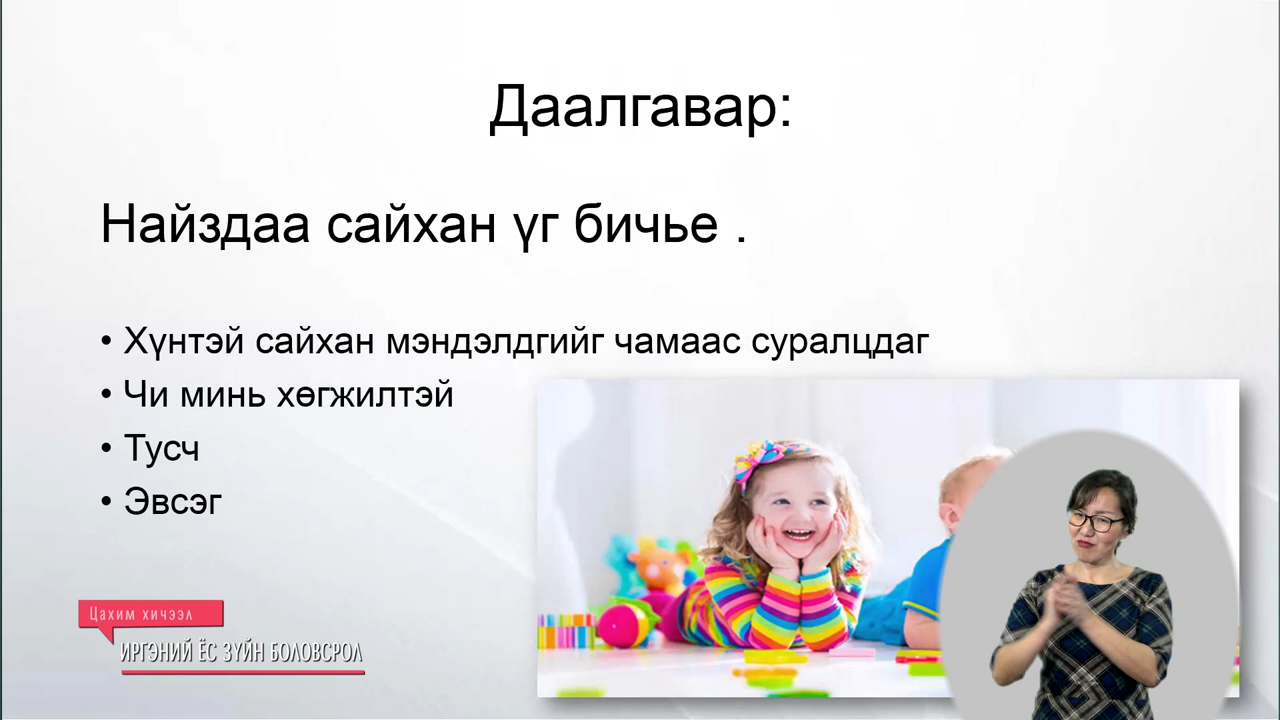 Даалгавар:
Найздаа сайхан үг бичье .
• Хүнтэй сайхан мэндэлдгийг чамаас суралцдаг
• Чи минь хөгжилтэй
• Тусч
• Эвсэг
Цахим хичээл
ИРГЭНИЙ ЁС ЗҮЙН БОЛОВСРОЛ